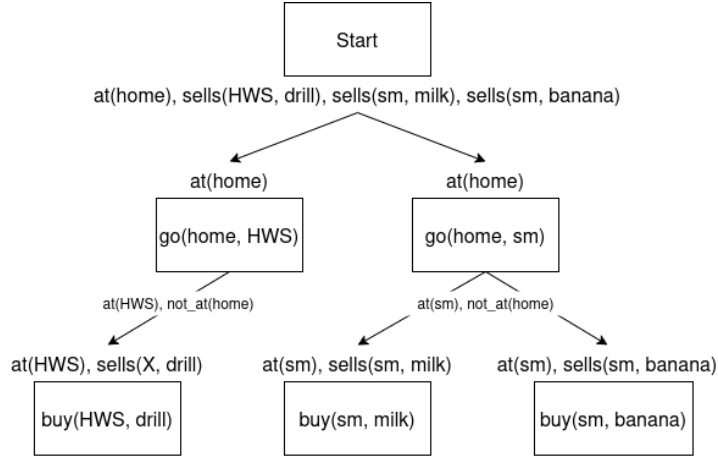 Start
at(home), sells(HWS, drill), sells(sm, milk), sells(sm, banana)
at(home)
at(home)
go(home, HWS)
go(home, sm)
at(HWS), not_at(home)
at(sm), not_at(home)
at(HWS), sells(X, drill)
at(sm), sells(sm, milk)
at(sm), sells(sm, banana)
buy(HWS, drill)
buy(sm, milk)
buy(sm, banana)